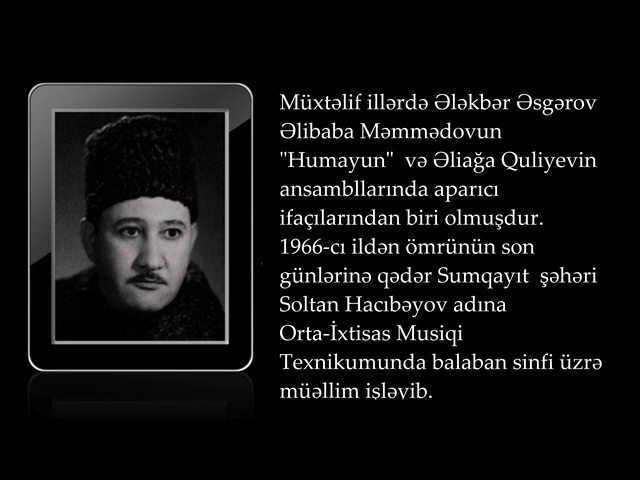 Müxtəlif illərdə Ələkbər Əsgərov
Əlibaba Məmmədovun
"Humayun"  və Əliağa Quliyevin
ansambllarında aparıcı
ifaçılarından biri olmuşdur.
1966-cı ildən ömrünün son
günlərinə qədər Sumqayıt  şəhəri
Soltan Hacıbəyov adına
Orta-İxtisas Musiqi
Texnikumunda balaban sinfi üzrə
müəllim işləyib.